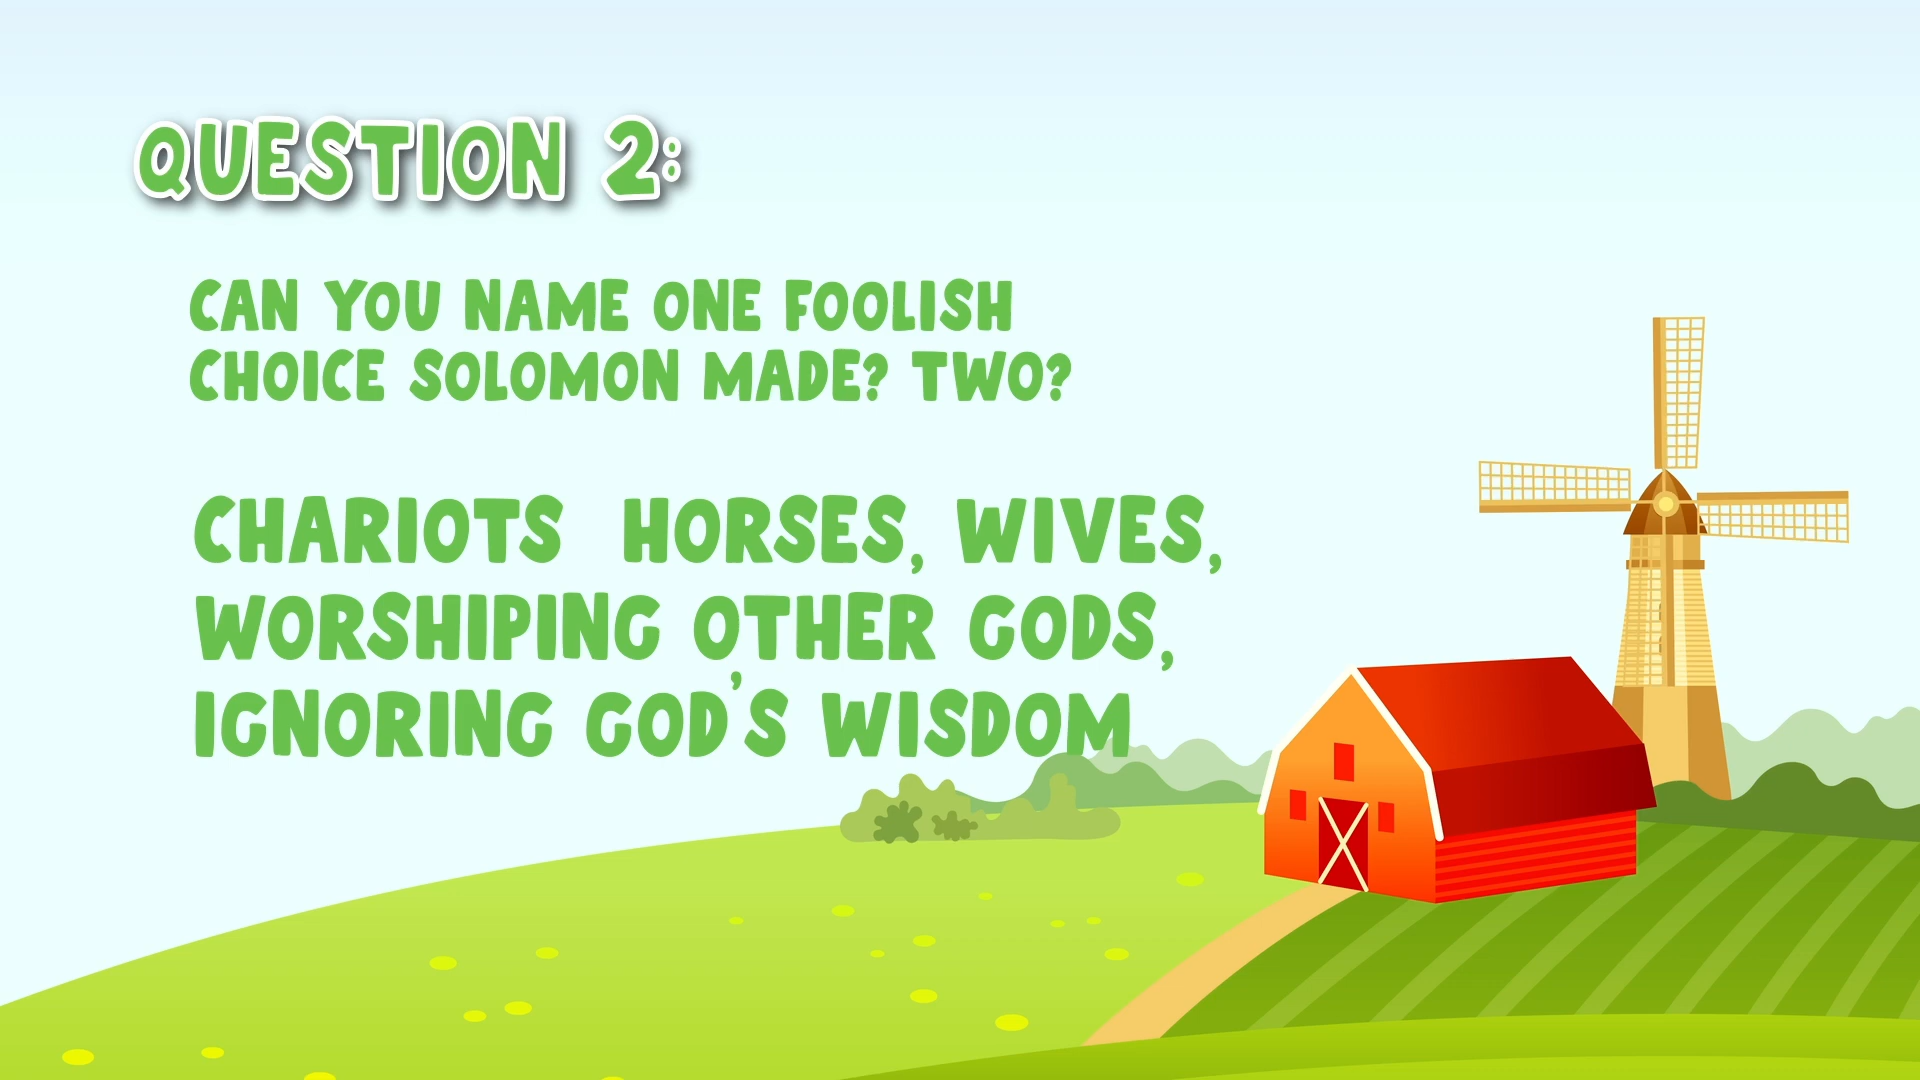 QUESTION 2:
CAN YOU NAME ONE FOOLISH
CHOICE SOLOMON MADE? TWO?
CHARIOTS HORSES, WIVES,
WORSHIPING OTHER GODS,
IGNORING GOD'S WISDOM